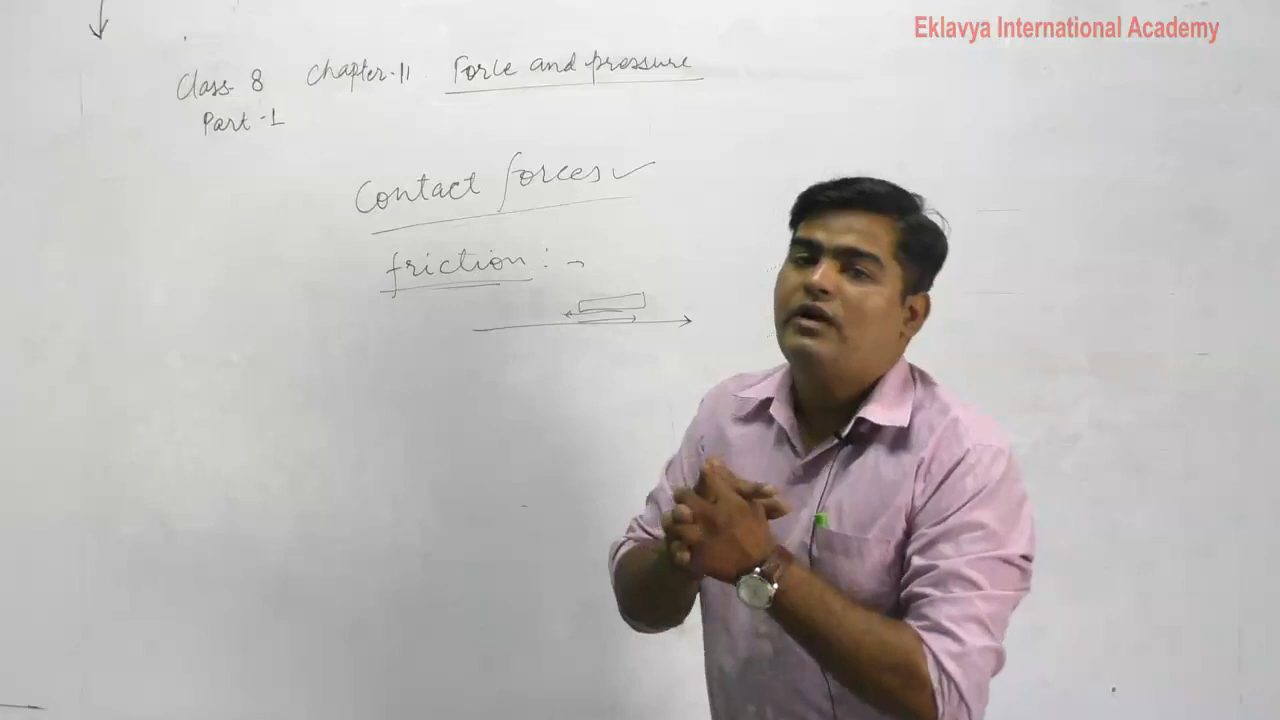 Eklavya International Academy
Class-8 Chapter-11 Force and pressure
Part-1
Contact forces
friction:-